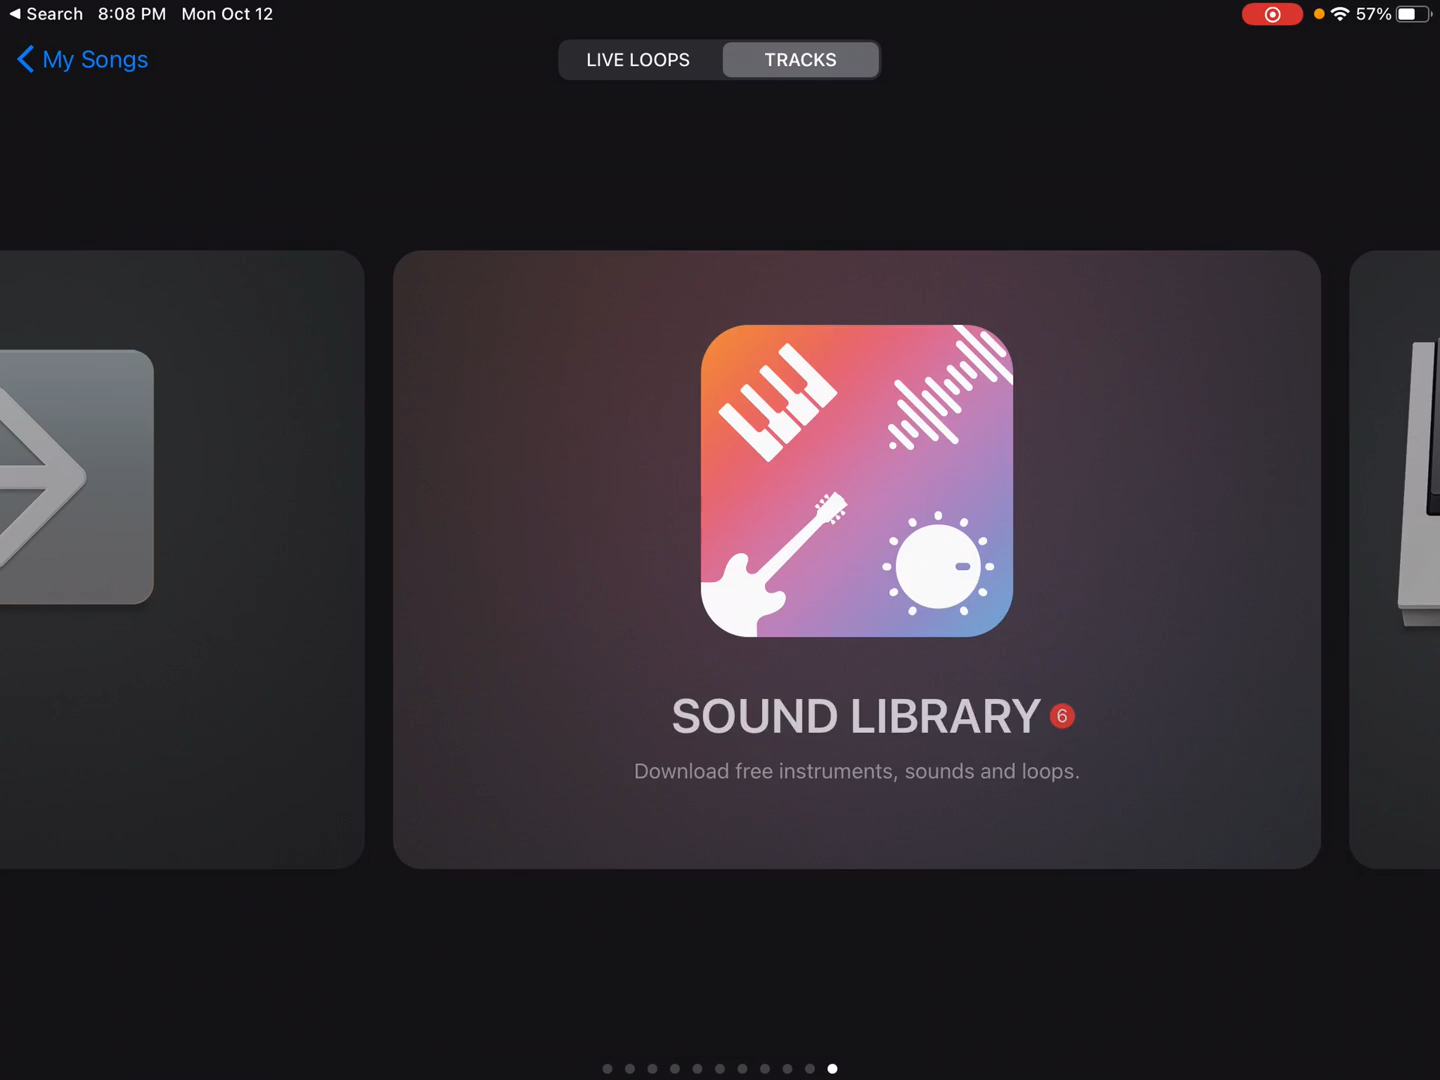 Search 8:08 PM Mon Oct 12
57%
My Songs
LIVE LOOPS
TRACKS
SOUND LIBRARY 6
Download free instruments, sounds and loops.